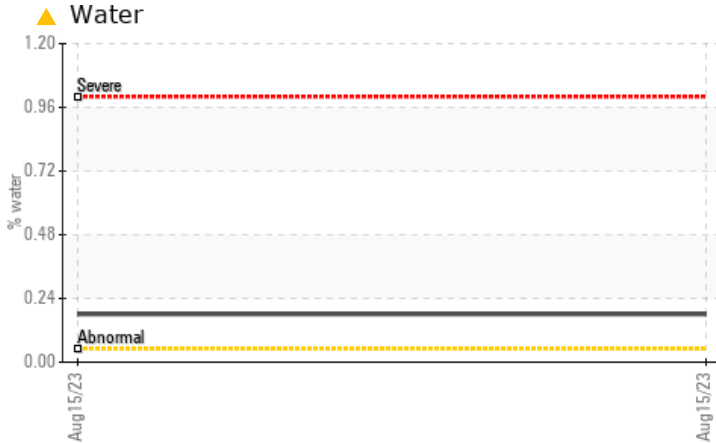 Water
1.20
Severe
0.96
0.72
% water
0.48
0.24
Abnormal
0.00
Aug15/23
Aug15/23